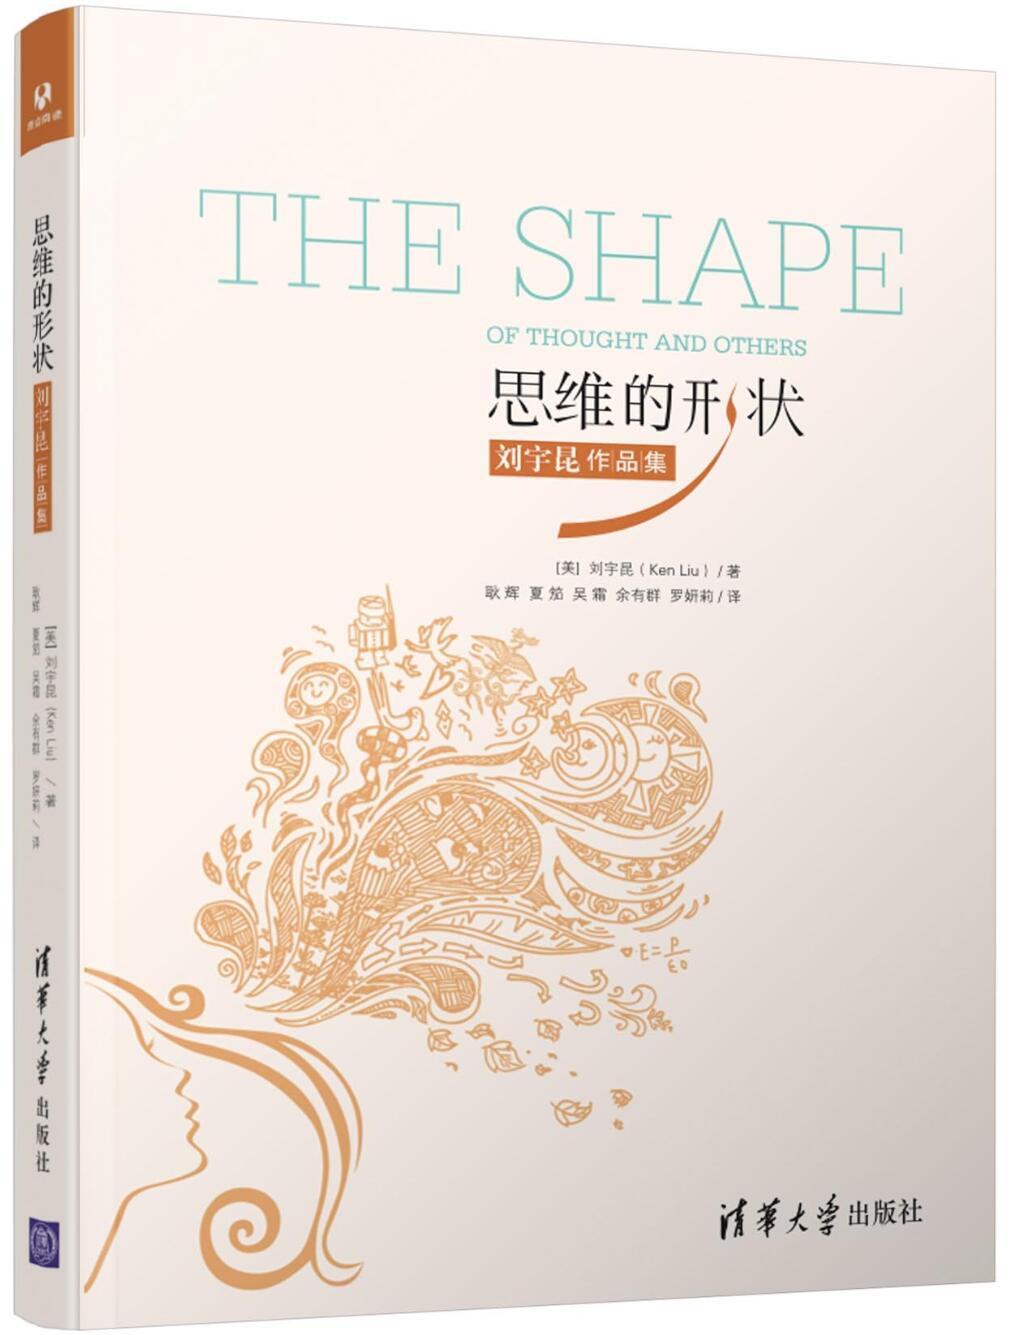 THE SHAPE
OF THOUGHT AND OTHERS
思维的形状
刘宇昆 作品集
[美] 刘宇昆（Ken Liu）/ 著
耿辉 夏笳 吴霜 余有群 罗妍莉 / 译
E=P/ε0
清华大学出版社
思维的形状
刘宇昆 作品集
[美] 刘宇昆（Ken Liu）/ 著
耿辉 夏笳 吴霜 余有群 罗妍莉 / 译
清华大学出版社